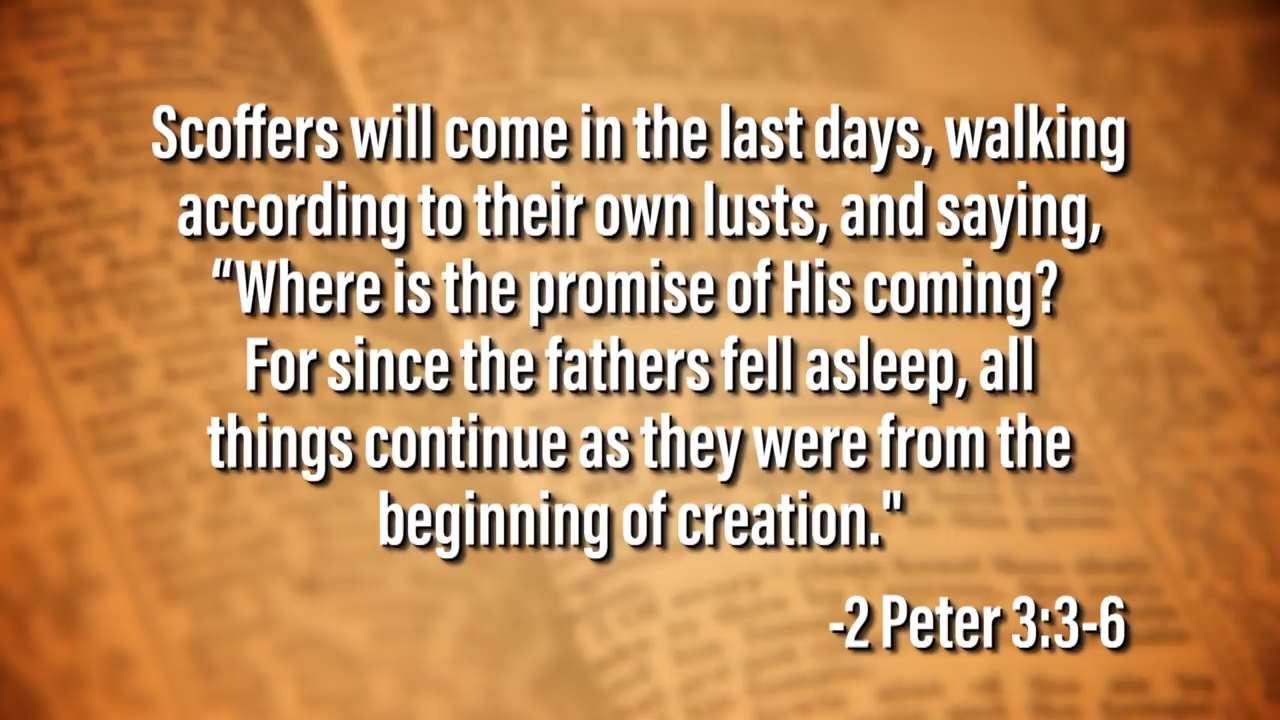 Scoffers will come in the last days, walking
according to their own lusts, and saying,
“Where is the promise of His coming?
For since the fathers fell asleep, all
things continue as they were from the
beginning of creation."
-2 Peter 3:3-6